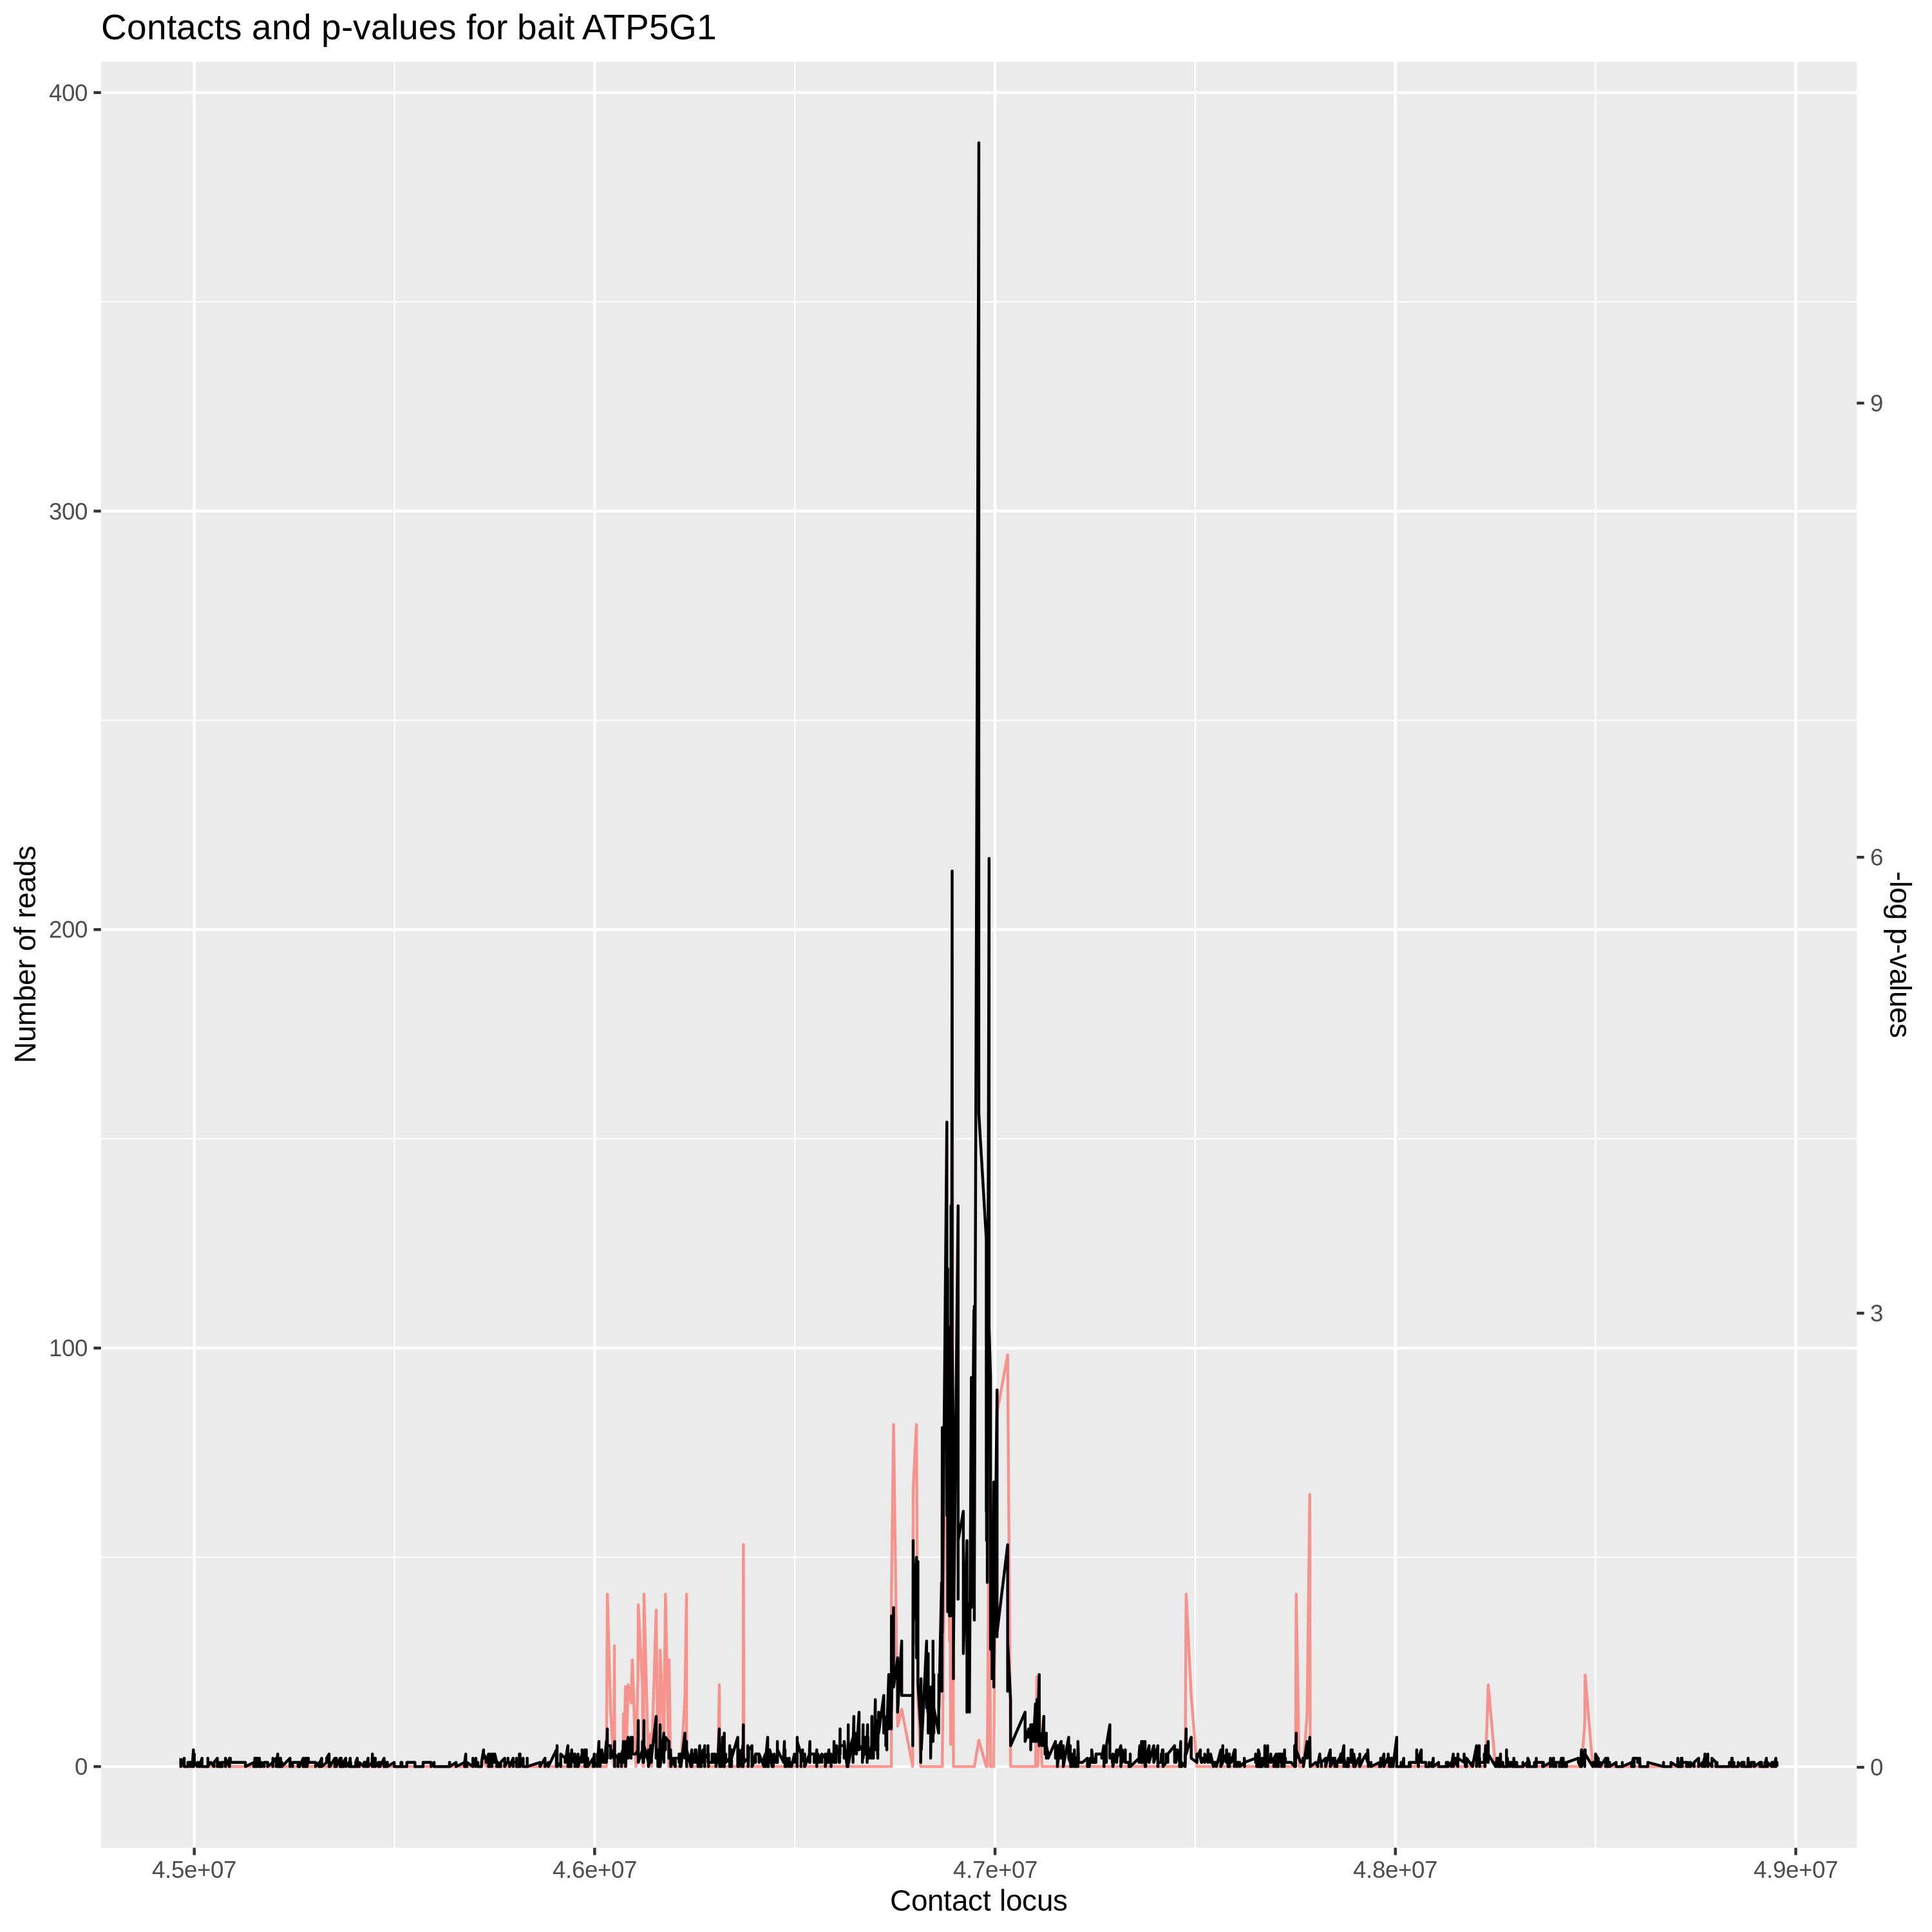 Contacts and p-values for bait ATP5G1
400
300
200
100
0
Number of reads
9
6
3
0
-log p-values
4.5e+07
4.6e+07
4.7e+07
4.8e+07
4.9e+07
Contact locus